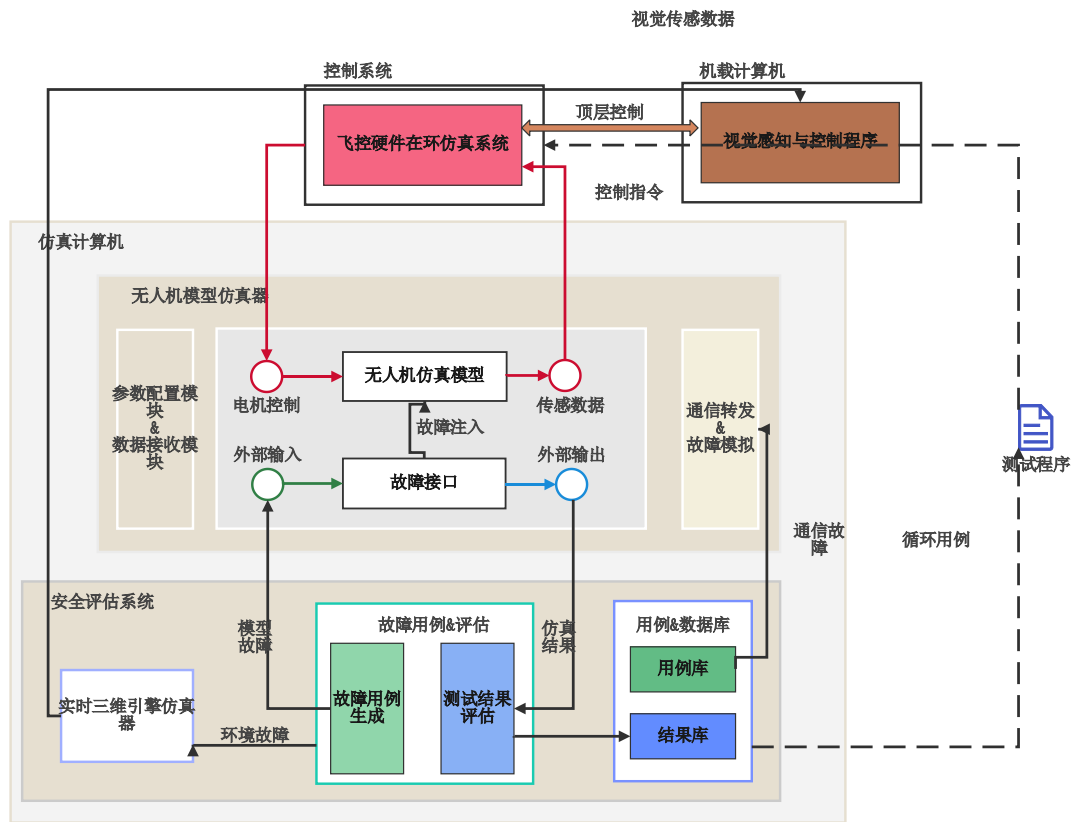 视觉传感数据
控制系统
机载计算机
顶层控制
飞控硬件在环仿真系统
视觉感知与控制程序
控制指令
仿真计算机
无人机模型仿真器
无人机仿真模型
参数配置模
块
&
数据接收模
块
电机控制
传感数据
通信转发
&
故障模拟
故障注入
外部输入
外部输出
故障接口
测试程序
通信故
障
循环用例
安全评估系统
模型
故障
故障用例&评估
仿真
结果
用例&数据库
用例库
实时三维引擎仿真
器
故障用例
生成
测试结果
评估
环境故障
结果库